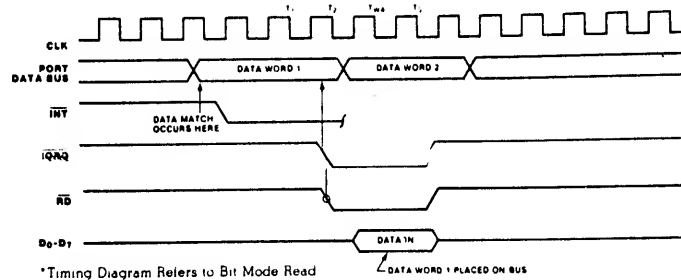 T₁ T₂ TWA T₃
CLK
PORT DATA BUS
DATA WORD 1 DATA WORD 2
INT
DATA MATCH OCCURS HERE
IORQ
RD
D₀-D₇
DATA IN
*Timing Diagram Refers to Bit Mode Read
DATA WORD 1 PLACED ON BUS